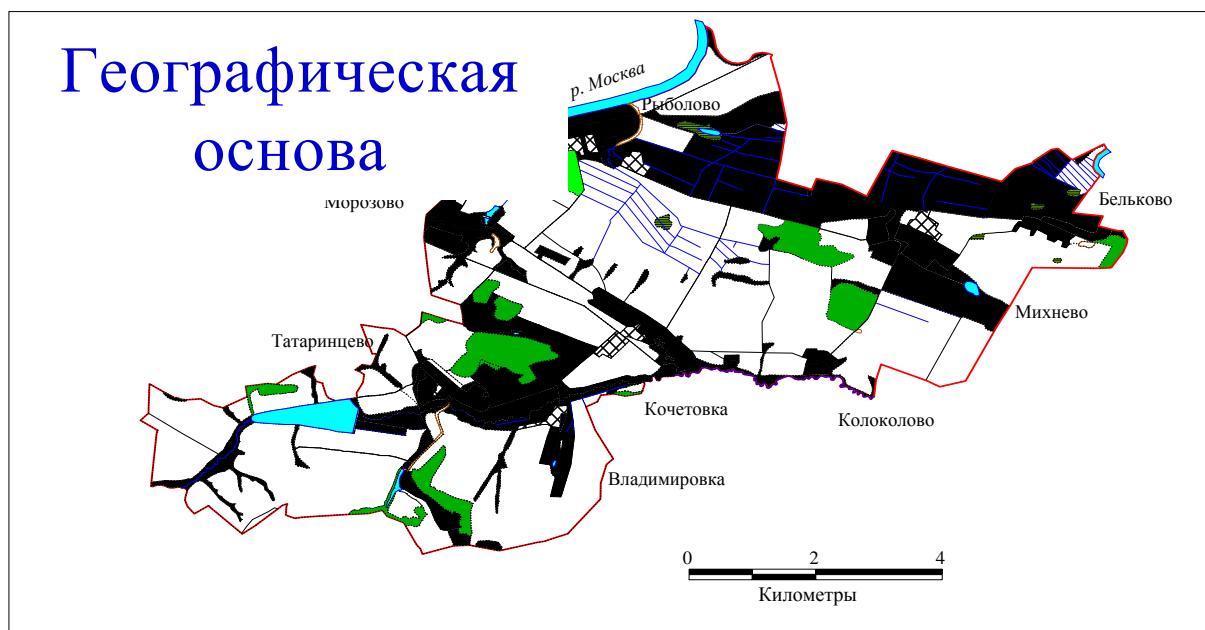 Географическая
основа
р. Москва
Рыболово
Морозово
Бельково
Михнево
Татаринцево
Кочетовка
Колоколово
Владимировка
0 2 4
Километры